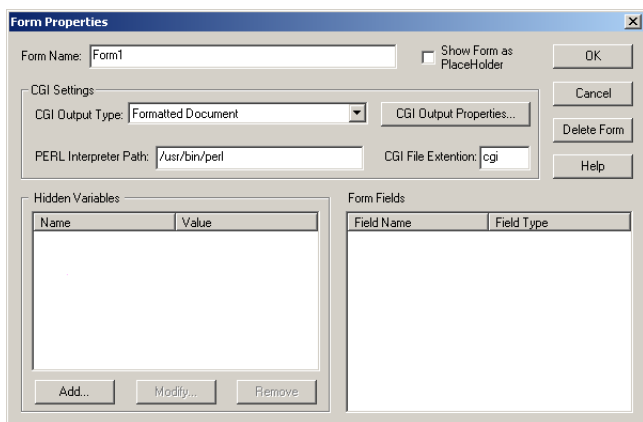 Form Properties
Form Name: Form1
Show Form as
PlaceHolder
OK
CGI Settings
CGI Output Type: Formatted Document
CGI Output Properties...
Cancel
Delete Form
PERL Interpreter Path: /usr/bin/perl
CGI File Extention: cgi
Help
Hidden Variables
Name Value
Add... Modify... Remove
Form Fields
Field Name Field Type